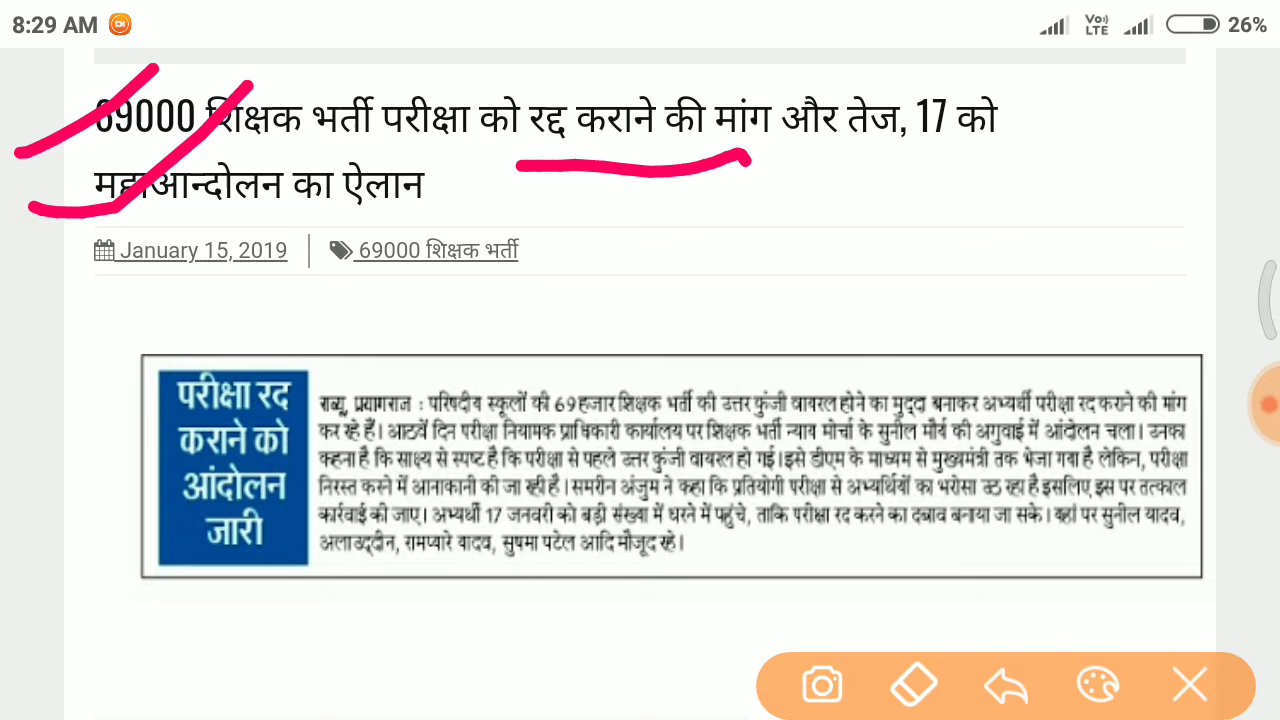 8:29 AM
Vo) LTE 26%
69000 शिक्षक भर्ती परीक्षा को रद्द कराने की मांग और तेज, 17 को
महाआन्दोलन का ऐलान
January 15, 2019 69000 शिक्षक भर्ती
परीक्षा रद
कराने को
आंदोलन
जारी
राब्यू, प्रयागराज : परिषदीय स्कूलों की 69 हजार शिक्षक भर्ती की उत्तर कुंजी वायरल होने का मुद्दा बनाकर अभ्यर्थी परीक्षा रद कराने की मांग
कर रहे हैं। आठवें दिन परीक्षा नियामक प्राधिकारी कार्यालय पर शिक्षक भर्ती न्याय मोर्चा के सुनील मौर्य की अगुवाई में आंदोलन चला। उनका
कहना है कि साक्ष्य से स्पष्ट है कि परीक्षा से पहले उत्तर कुंजी वायरल हो गई। इसे डीएम के माध्यम से मुख्यमंत्री तक भेजा गया है लेकिन, परीक्षा
निरस्त करने में आनाकानी की जा रही है। समरीन अंजुम ने कहा कि प्रतियोगी परीक्षा से अभ्यर्थियों का भरोसा उठ रहा है इसलिए इस पर तत्काल
कार्रवाई की जाए। अभ्यर्थी 17 जनवरी को बड़ी संख्या में धरने में पहुंचे, ताकि परीक्षा रद करने का दबाव बनाया जा सके। वहां पर सुनील यादव,
अलाउद्दीन, रामप्यारे यादव, सुषमा पटेल आदि मौजूद रहे।